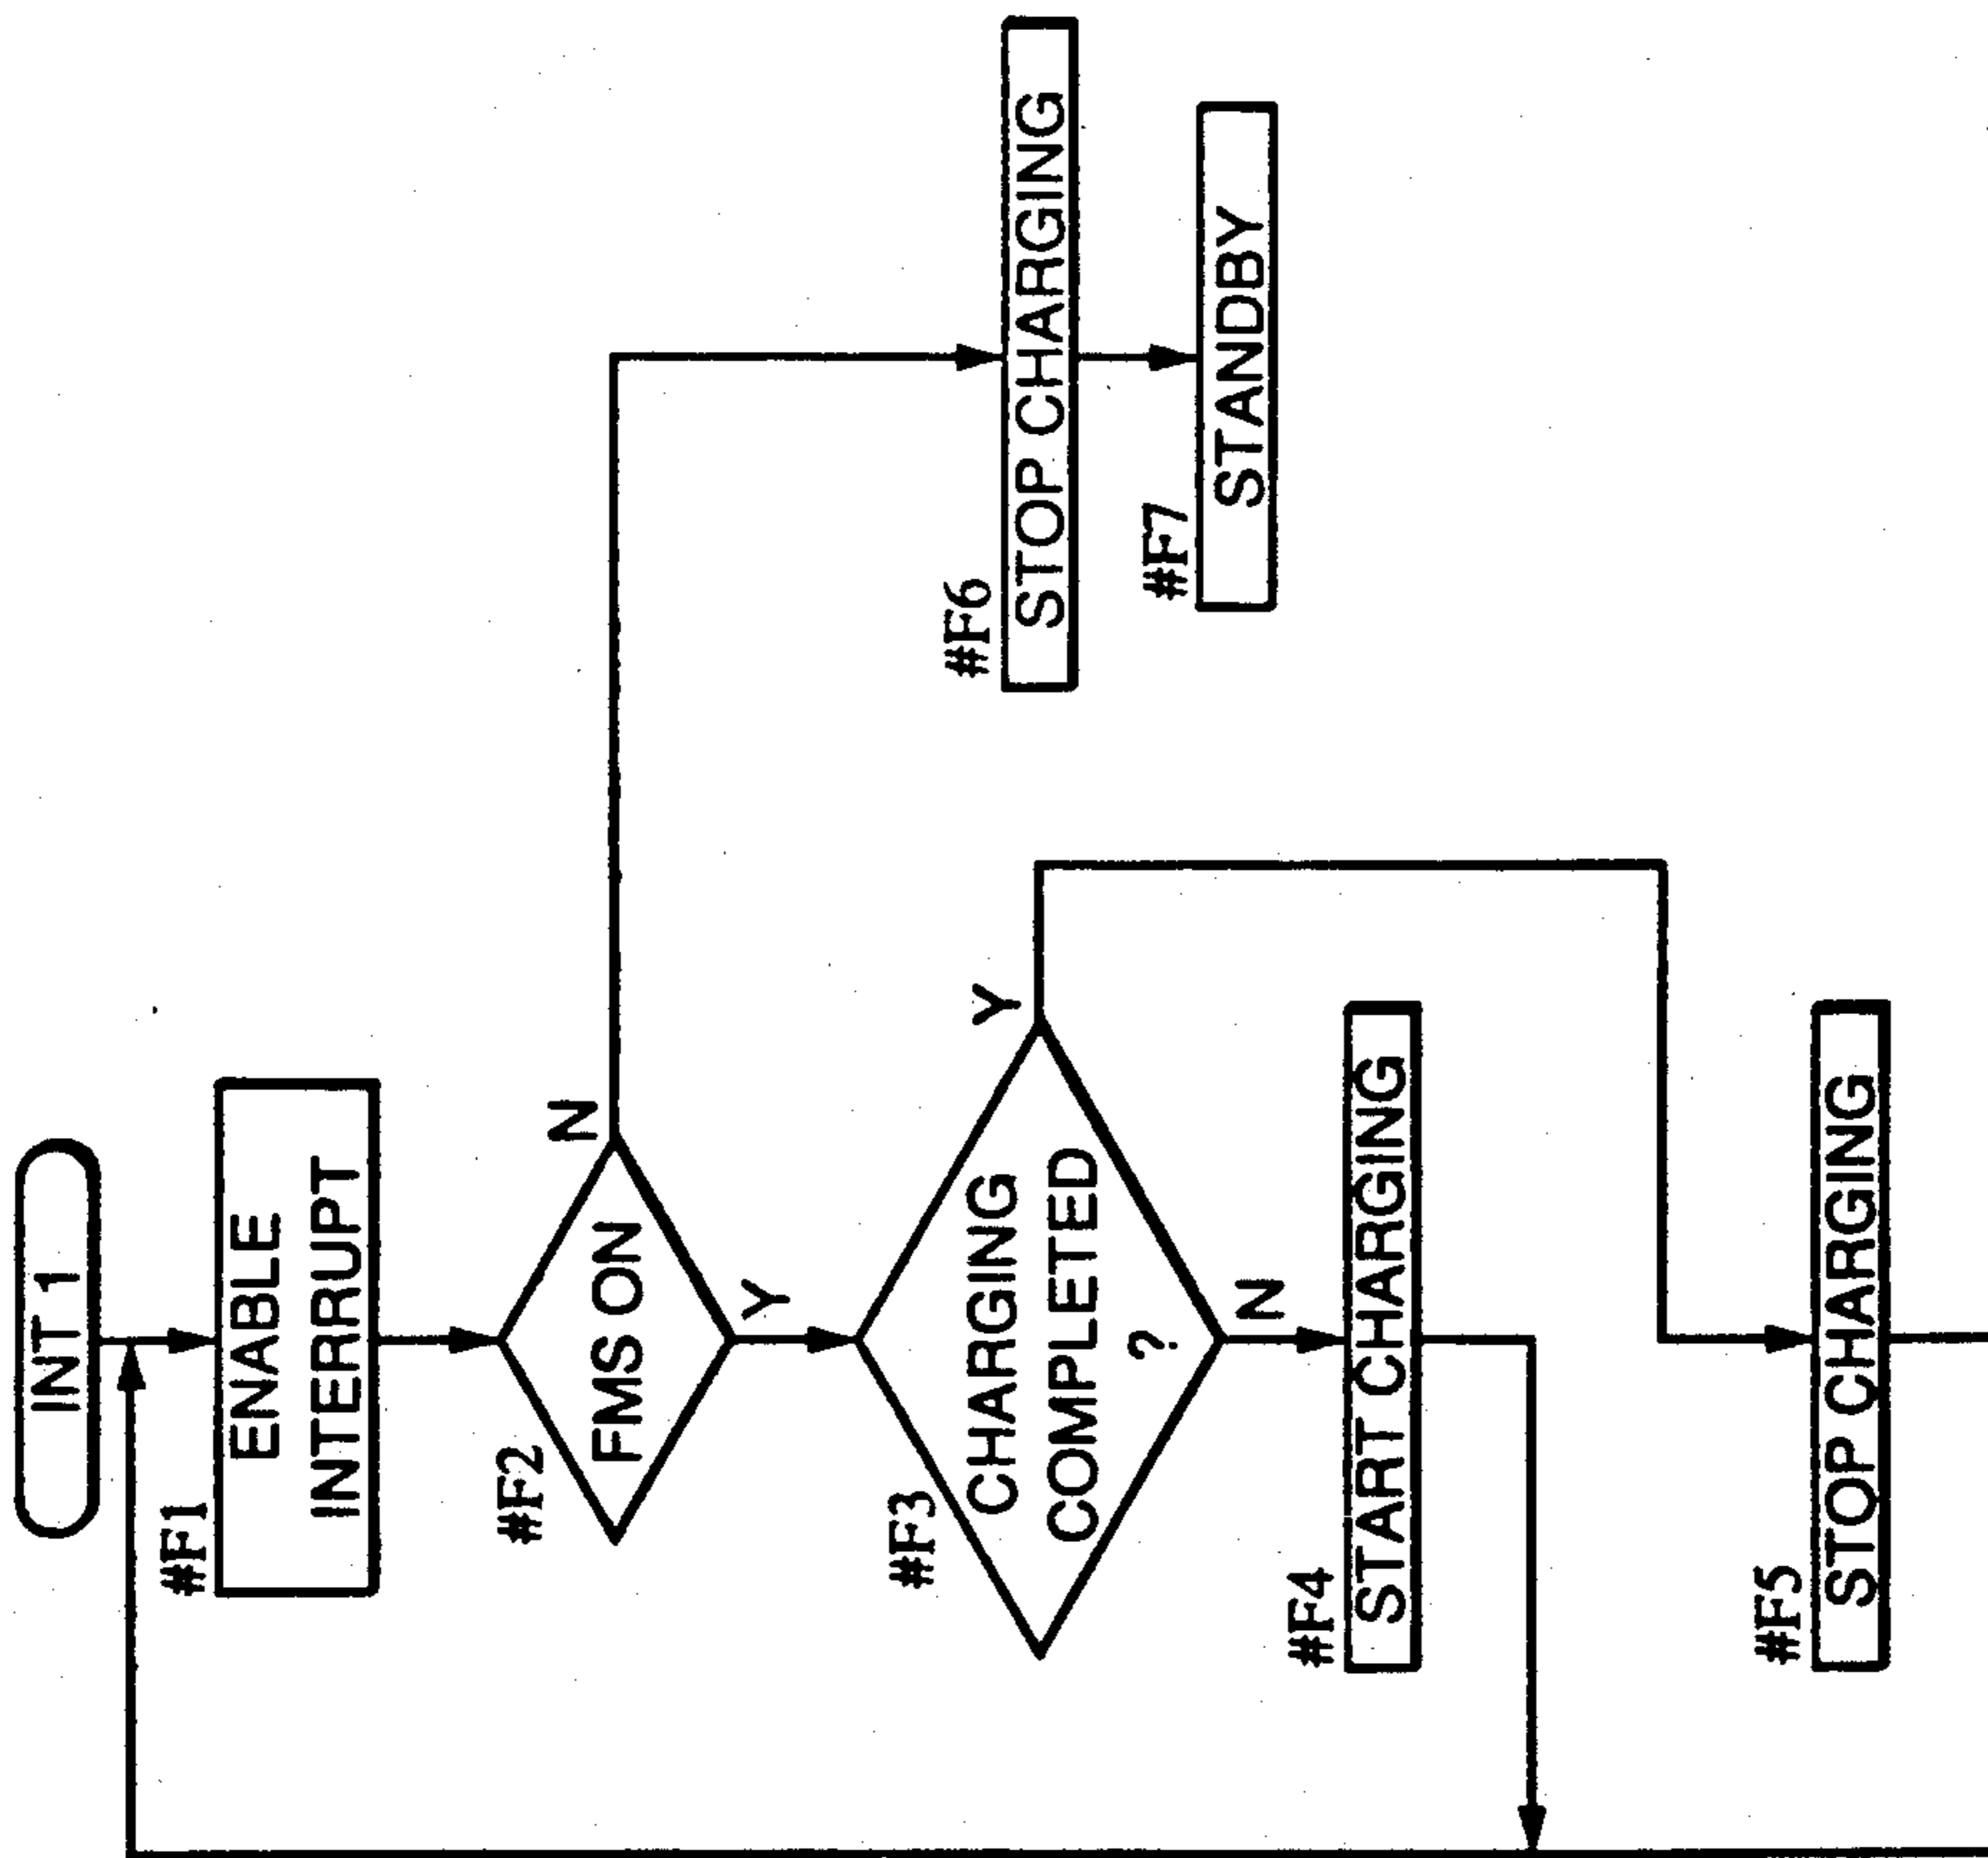 INT 1
#F1
ENABLE
INTERRUPT
#F2
FMS ON
N
Y
#F3
CHARGING
COMPLETED
?
Y
N
#F4
START CHARGING
#F5
STOP CHARGING
#F6
STOP CHARGING
#F7
STANDBY